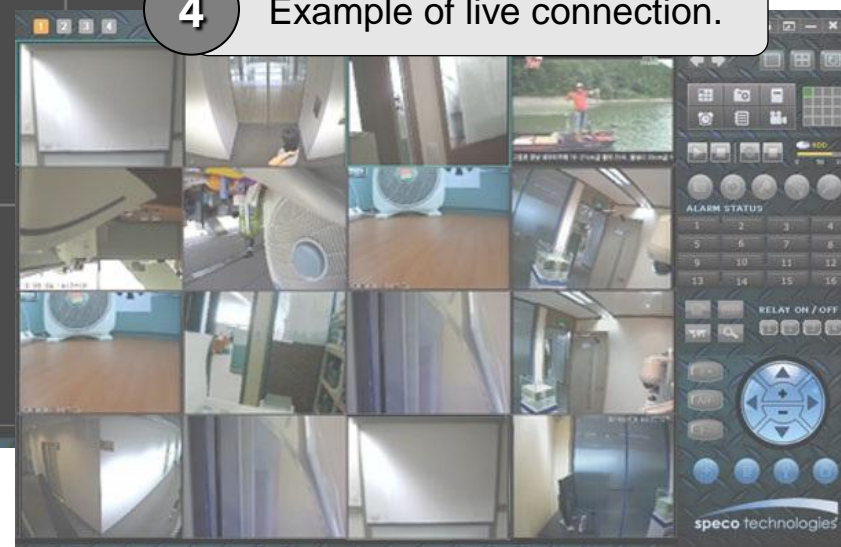 4 Example of live connection.
1 2 3 4
HDD
ALARM STATUS
1 2 3 4
5 6 7 8
9 10 11 12
13 14 15 16
RELAY ON / OFF
speco technologies